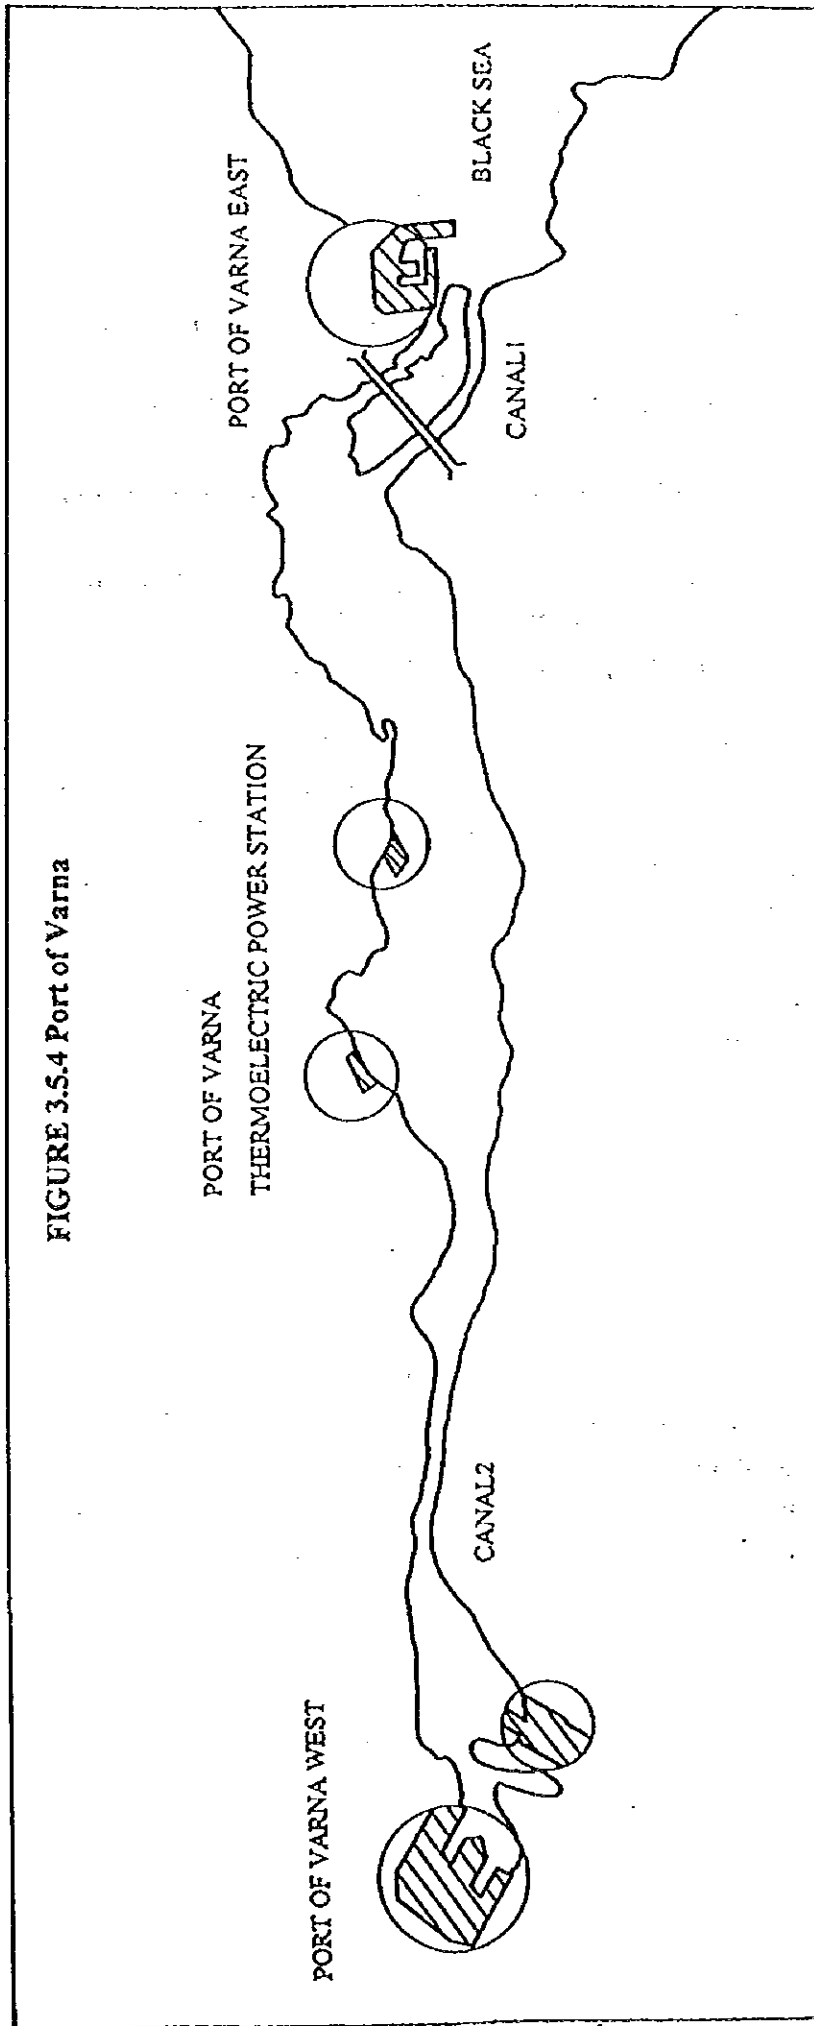 FIGURE 3.5.4 Port of Varna
PORT OF VARNA WEST
PORT OF VARNA
THERMOELECTRIC POWER STATION
PORT OF VARNA EAST
CANAL2
CANAL1
BLACK SEA